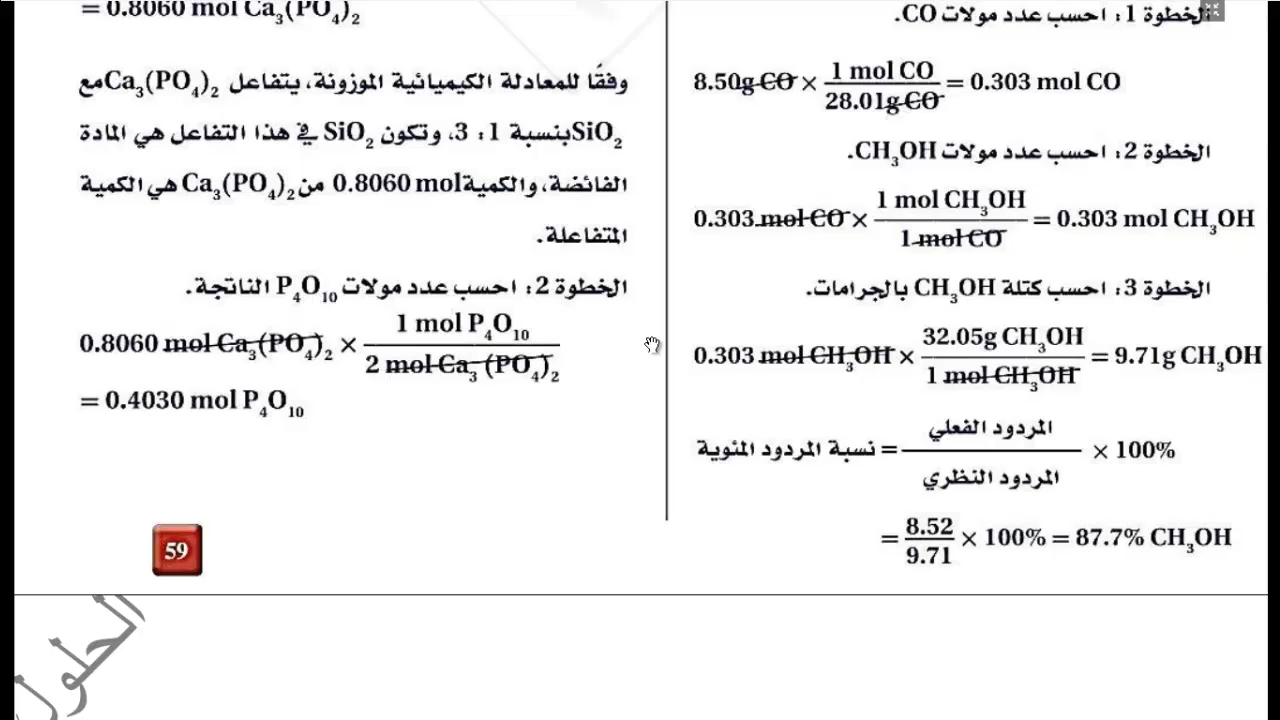 الخطوة 1: احسب عدد مولات CO.
8.50g CO × 1 mol CO / 28.01g CO = 0.303 mol CO
الخطوة 2: احسب عدد مولات CH₃OH.
0.303 mol CO × 1 mol CH₃OH / 1 mol CO = 0.303 mol CH₃OH
الخطوة 3: احسب كتلة CH₃OH بالجرامات.
0.303 mol CH₃OH × 32.05g CH₃OH / 1 mol CH₃OH = 9.71g CH₃OH
نسبة المردود المئوية = المردود الفعلي / المردود النظري × 100%
= 8.52 / 9.71 × 100% = 87.7% CH₃OH
= 0.8060 mol Ca₃(PO₄)₂
وفقًا للمعادلة الكيميائية الموزونة، يتفاعل Ca₃(PO₄)₂ مع
SiO₂ بنسبة 1 : 3، وتكون SiO₂ في هذا التفاعل هي المادة
الفائضة، والكمية 0.8060 mol من Ca₃(PO₄)₂ هي الكمية
المتفاعلة.
الخطوة 2: احسب عدد مولات P₄O₁₀ الناتجة.
0.8060 mol Ca₃(PO₄)₂ × 1 mol P₄O₁₀ / 2 mol Ca₃(PO₄)₂
= 0.4030 mol P₄O₁₀
59
الحلول